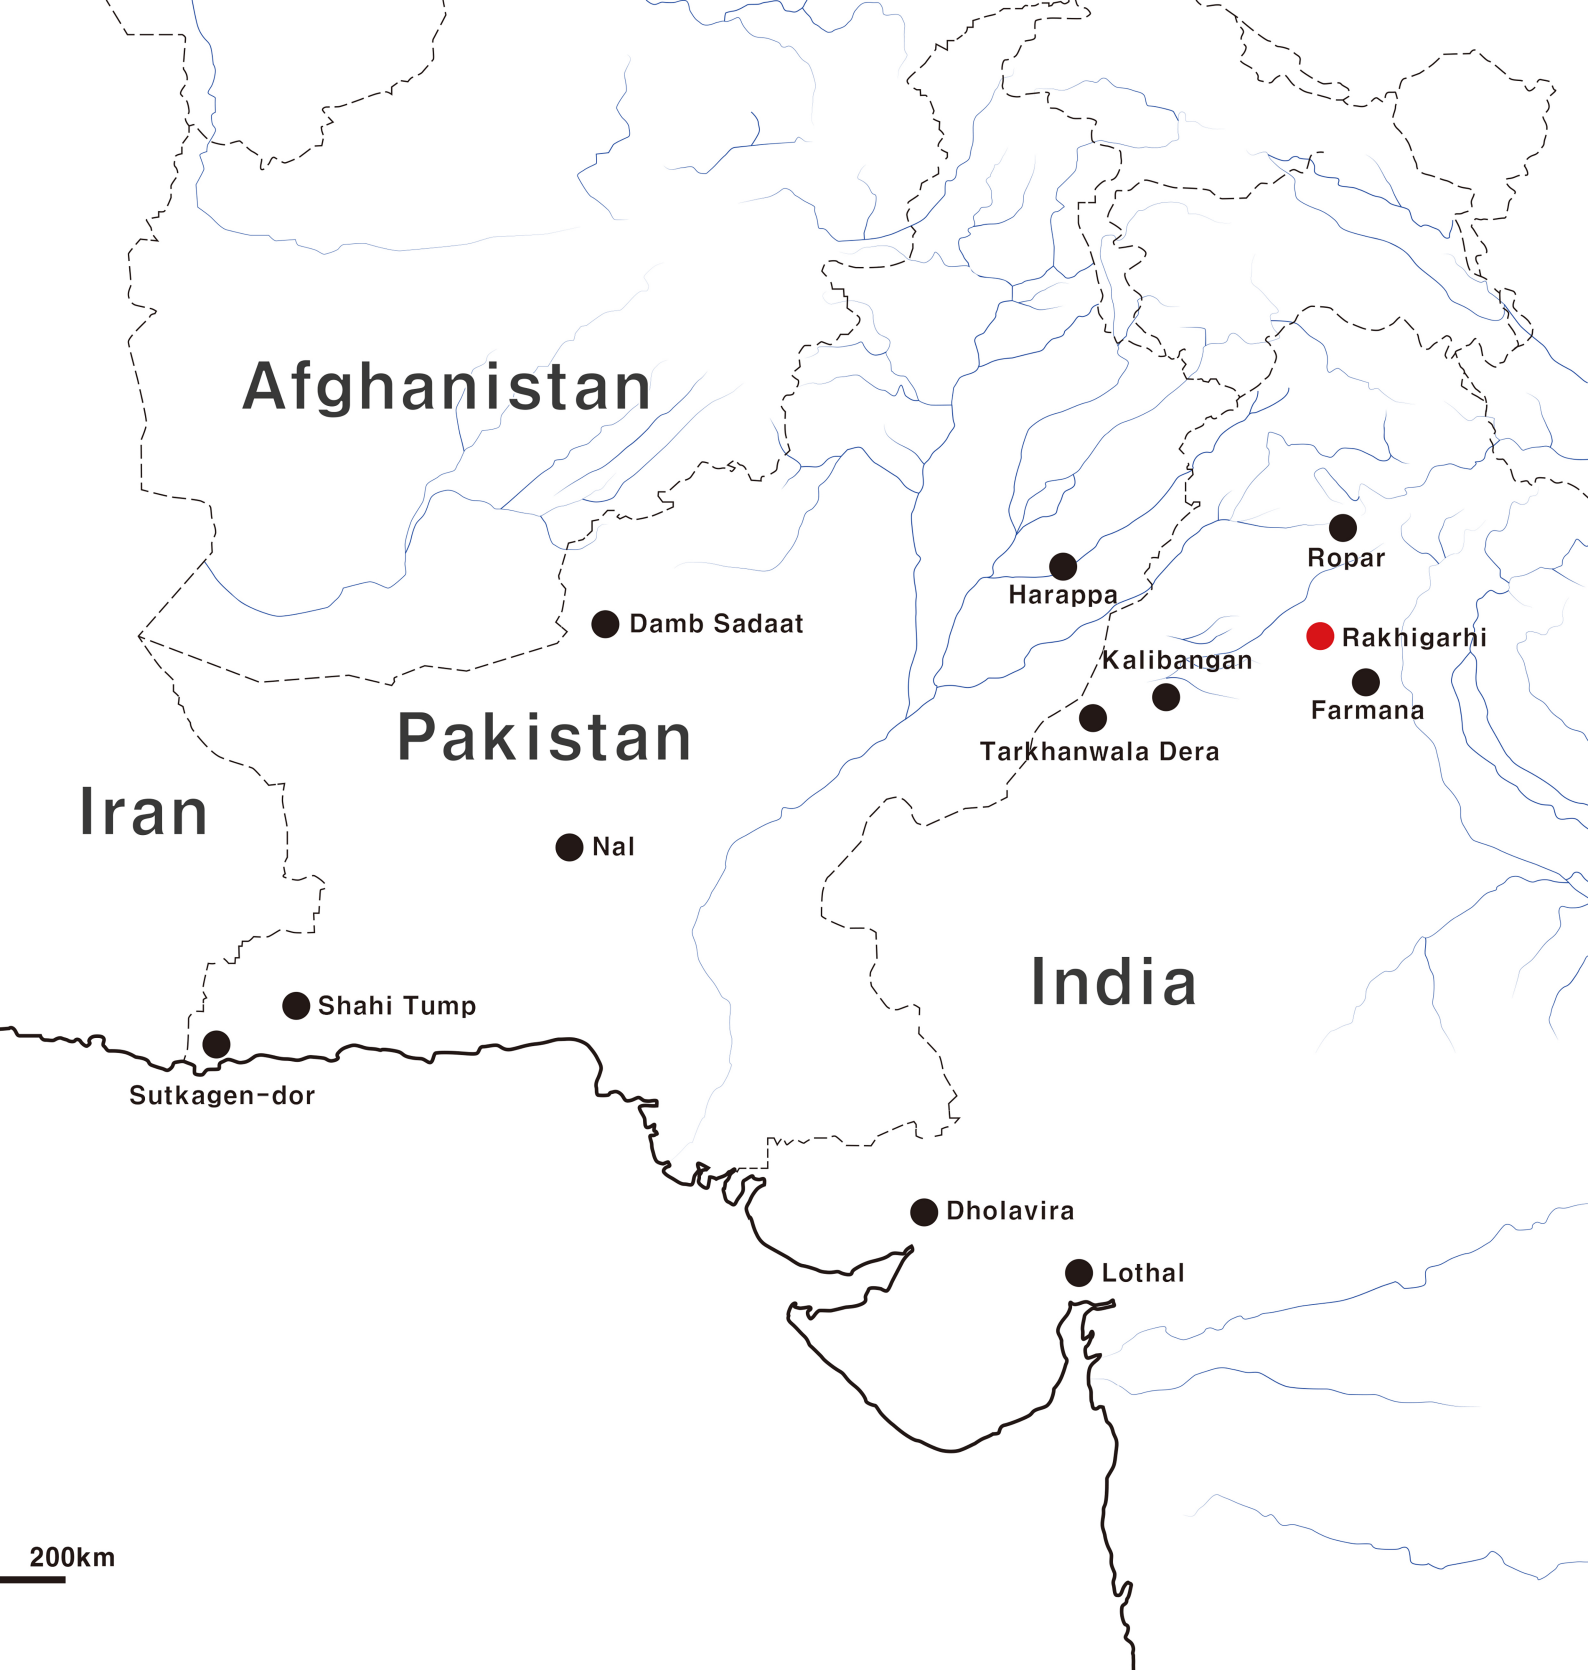 Afghanistan
Ropar
Harappa
Damb Sadaat
Rakhigarhi
Kalibangan
Farmana
Pakistan
Tarkhanwala Dera
Iran
Nal
India
Shahi Tump
Sutkagen-dor
Dholavira
Lothal
200km